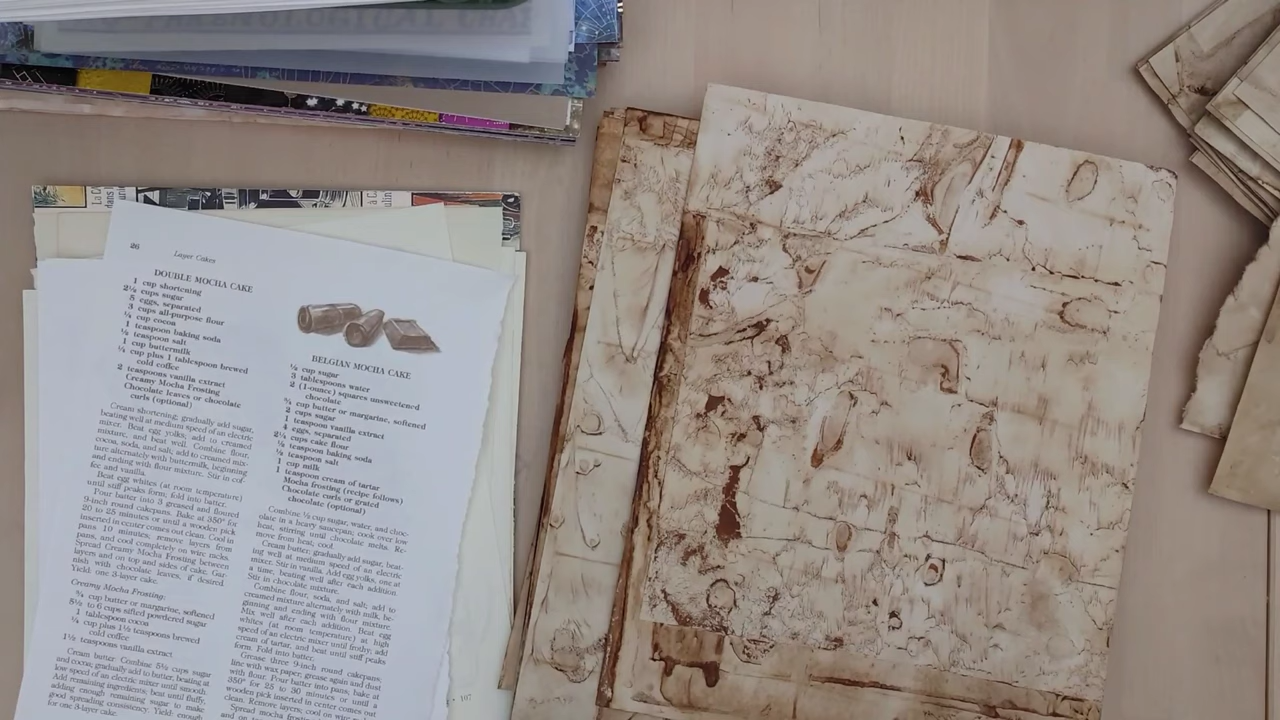 26
Layer Cakes
DOUBLE MOCHA CAKE
1 cup shortening
2½ cups sugar
5 eggs, separated
3 cups all-purpose flour
¼ cup cocoa
1 teaspoon baking soda
½ teaspoon salt
1 cup buttermilk
¼ cup plus 1 tablespoon brewed
cold coffee
2 teaspoons vanilla extract
Creamy Mocha Frosting
Chocolate leaves or chocolate
curls (optional)
Cream shortening; gradually add sugar,
beating well at medium speed of an electric
mixer. Beat egg yolks; add to creamed
mixture, and beat well. Combine flour,
cocoa, soda, and salt; add to creamed mix-
ture alternately with buttermilk, beginning
and ending with flour mixture. Stir in cof-
fee and vanilla.
Beat egg whites (at room temperature)
until stiff peaks form; fold into batter.
Pour batter into 3 greased and floured
9-inch round cakepans. Bake at 350° for
20 to 25 minutes or until a wooden pick
inserted in center comes out clean. Cool in
pans 10 minutes; remove layers from
pans, and cool completely on wire racks.
Spread Creamy Mocha Frosting between
layers and on top and sides of cake. Gar-
nish with chocolate leaves, if desired.
Yield: one 3-layer cake.
Creamy Mocha Frosting:
¾ cup butter or margarine, softened
5½ to 6 cups sifted powdered sugar
1 tablespoon cocoa
¼ cup plus 1½ teaspoons brewed
cold coffee
1½ teaspoons vanilla extract
Cream butter. Combine 5½ cups sugar
and cocoa; gradually add to butter, beating at
low speed of an electric mixer until smooth.
Add remaining ingredients; beat until fluffy,
adding enough remaining sugar to make
good spreading consistency. Yield: enough
for one 3-layer cake.
BELGIAN MOCHA CAKE
½ cup sugar
3 tablespoons water
2 (1-ounce) squares unsweetened
chocolate
¾ cup butter or margarine, softened
2 cups sugar
1 teaspoon vanilla extract
4 eggs, separated
2¼ cups cake flour
½ teaspoon baking soda
½ teaspoon salt
1 cup milk
1 teaspoon cream of tartar
Mocha frosting (recipe follows)
Chocolate curls or grated
chocolate (optional)
Combine ½ cup sugar, water, and choc-
olate in a heavy saucepan; cook over low
heat, stirring until chocolate melts. Re-
move from heat, cool.
Cream butter; gradually add sugar, beat-
ing well at medium speed of an electric
mixer. Stir in vanilla. Add egg yolks, one at
a time, beating well after each addition.
Stir in chocolate mixture.
Combine flour, soda, and salt; add to
creamed mixture alternately with milk, be-
ginning and ending with flour mixture.
Mix well after each addition. Beat egg
whites (at room temperature) at high
speed of an electric mixer until frothy; add
cream of tartar, and beat until stiff peaks
form. Fold into batter.
Grease three 9-inch round cakepans,
line with wax paper, grease again and dust
with flour. Pour batter into pans; bake at
350° for 25 to 30 minutes or until a
wooden pick inserted in center comes out
clean. Remove layers; cool on wire racks.
Spread mocha frosting
107